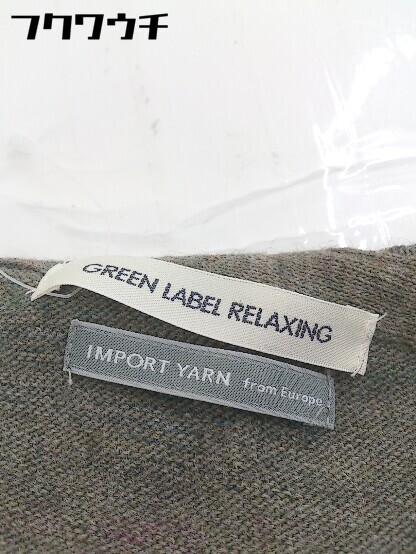 フクワウチ
GREEN LABEL RELAXING
IMPORT YARN from Europe